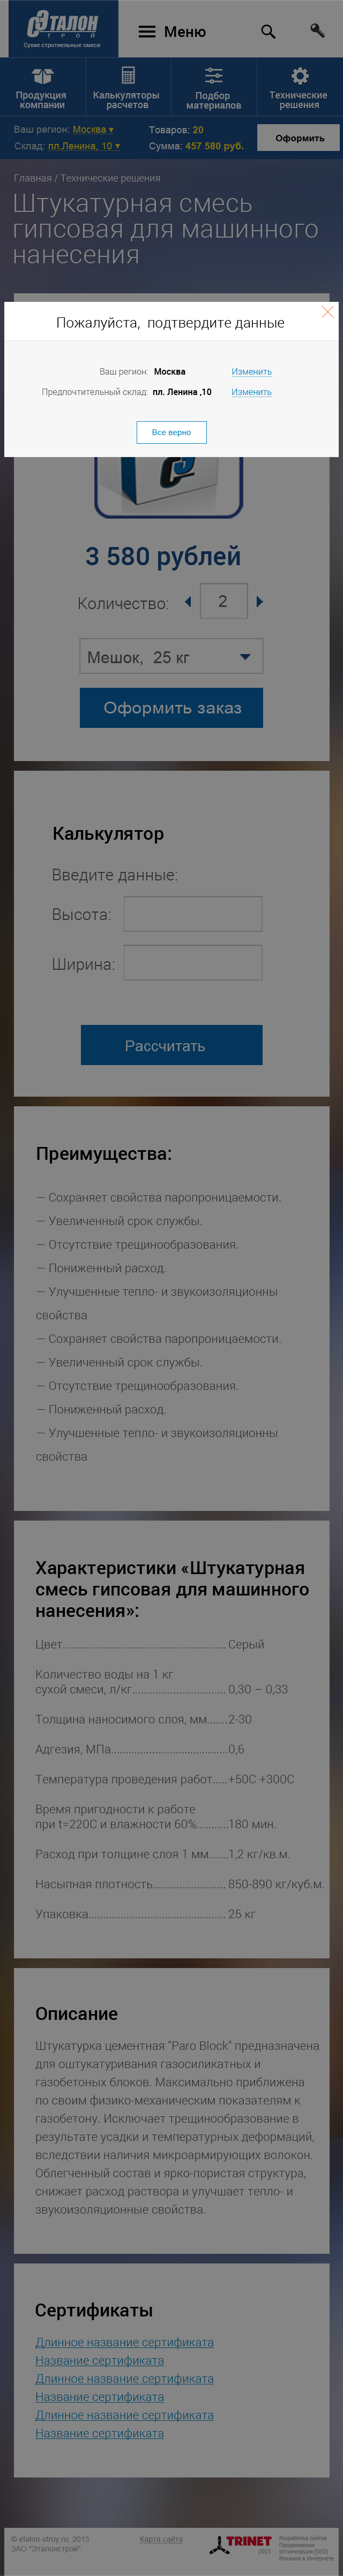 ЭТАЛОН
СТРОЙ
Сухие строительные смеси
Меню
Продукция
компании
Калькуляторы
расчетов
Подбор
материалов
Технические
решения
Ваш регион: Москва ▾
Склад: пл.Ленина, 10 ▾
Товаров: 20
Сумма: 457 580 руб.
Оформить
Главная / Технические решения
Штукатурная смесь
гипсовая для машинного
нанесения
Пожалуйста, подтвердите данные
Ваш регион: Москва Изменить
Предпочтительный склад: пл. Ленина ,10 Изменить
Все верно
3 580 рублей
Количество: 2
Мешок, 25 кг
Оформить заказ
Калькулятор
Введите данные:
Высота:
Ширина:
Рассчитать
Преимущества:
— Сохраняет свойства паропроницаемости.
— Увеличенный срок службы.
— Отсутствие трещинообразования.
— Пониженный расход.
— Улучшенные тепло- и звукоизоляционны
свойства
— Сохраняет свойства паропроницаемости.
— Увеличенный срок службы.
— Отсутствие трещинообразования.
— Пониженный расход.
— Улучшенные тепло- и звукоизоляционны
свойства
Характеристики «Штукатурная
смесь гипсовая для машинного
нанесения»:
Цвет........................................................ Серый
Количество воды на 1 кг
сухой смеси, л/кг................................ 0,30 – 0,33
Толщина наносимого слоя, мм.......2-30
Адгезия, МПа........................................0,6
Температура проведения работ.....+50С +300С
Время пригодности к работе
при t=220С и влажности 60%...........180 мин.
Расход при толщине слоя 1 мм.......1,2 кг/кв.м.
Насыпная плотность......................... 850-890 кг/куб.м.
Упаковка............................................... 25 кг
Описание
Штукатурка цементная "Paro Block" предназначена
для оштукатуривания газосиликатных и
газобетоных блоков. Максимально приближена
по своим физико-механическим показателям к
газобетону. Исключает трещинообразование в
результате усадки и температурных деформаций,
вследствии наличия микроармирующих волокон.
Облегченный состав и ярко-пористая структура,
снижает расход раствора и улучшает тепло- и
звукоизоляционные свойства.
Сертификаты
Длинное название сертификата
Название сертификата
Длинное название сертификата
Название сертификата
Длинное название сертификата
Название сертификата
© etalon-stroy.ru, 2015
ЗАО "Эталонстрой"
Карта сайта
TRINET
2015
Разработка сайтов
Продвижение
оптимизация (SEO)
Реклама в Интернете